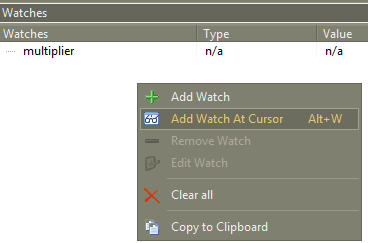 Watches
Watches Type Value
multiplier n/a n/a
Add Watch
Add Watch At Cursor Alt+W
Remove Watch
Edit Watch
Clear all
Copy to Clipboard